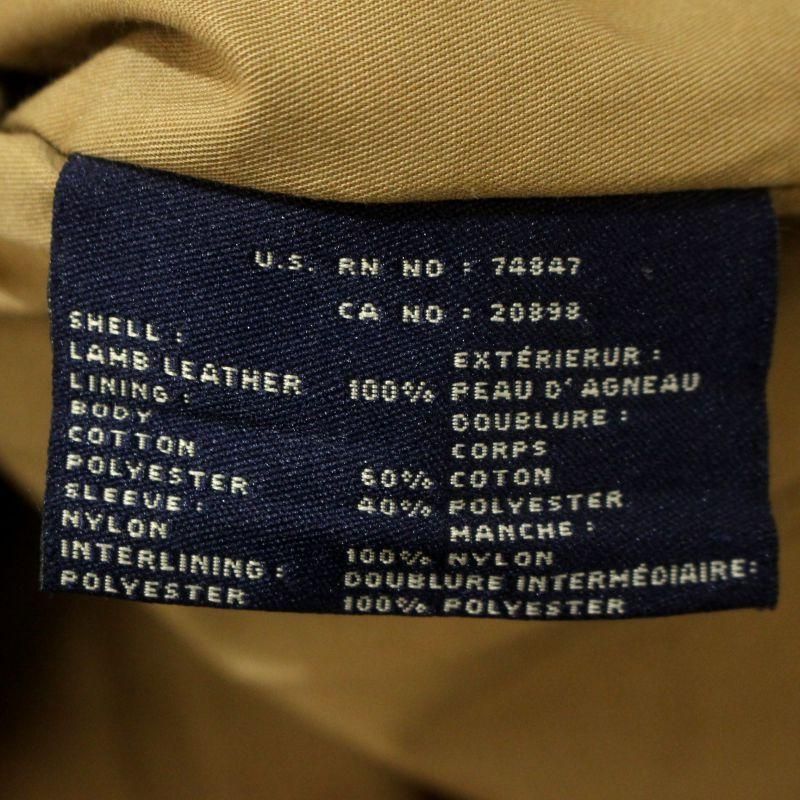 U.S. RN NO : 74847
CA NO : 20898
SHELL : EXTÉRIERUR :
LAMB LEATHER 100% PEAU D'AGNEAU
LINING : DOUBLURE :
BODY CORPS
COTTON 60% COTON
POLYESTER 40% POLYESTER
SLEEVE : MANCHE :
NYLON 100% NYLON
INTERLINING : DOUBLURE INTERMÉDIAIRE:
POLYESTER 100% POLYESTER